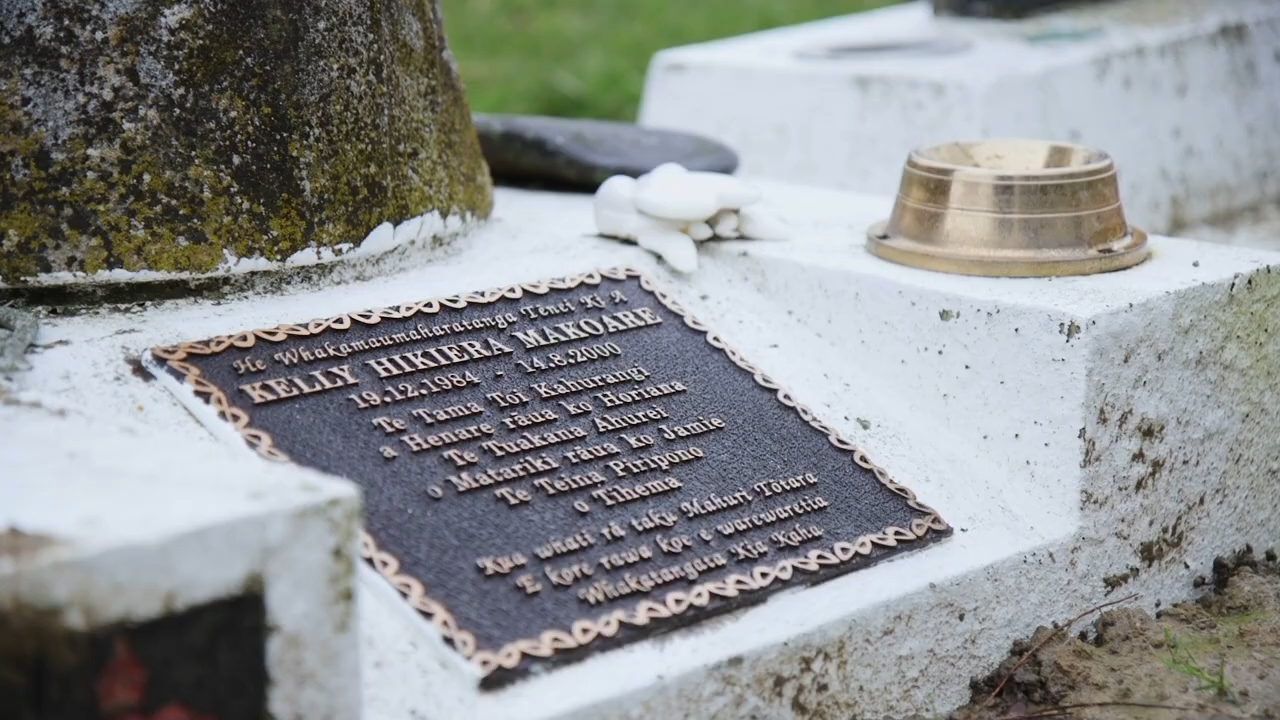 He Whakamaumaharatanga Tenei Ki A
KELLY HIKIERA MAKOARE
19.12.1984 - 14.8.2000
Te Tama Toi Kahurangi
a Henare rāua ko Horiana
Te Tuakana Anurei
o Matariki rāua ko Jamie
Te Teina Piripono
o Tihema
Kua whati rā taku Mahuri Tōtara
E kore rawa koe e warewaretia
Whakatangata Kia Kaha